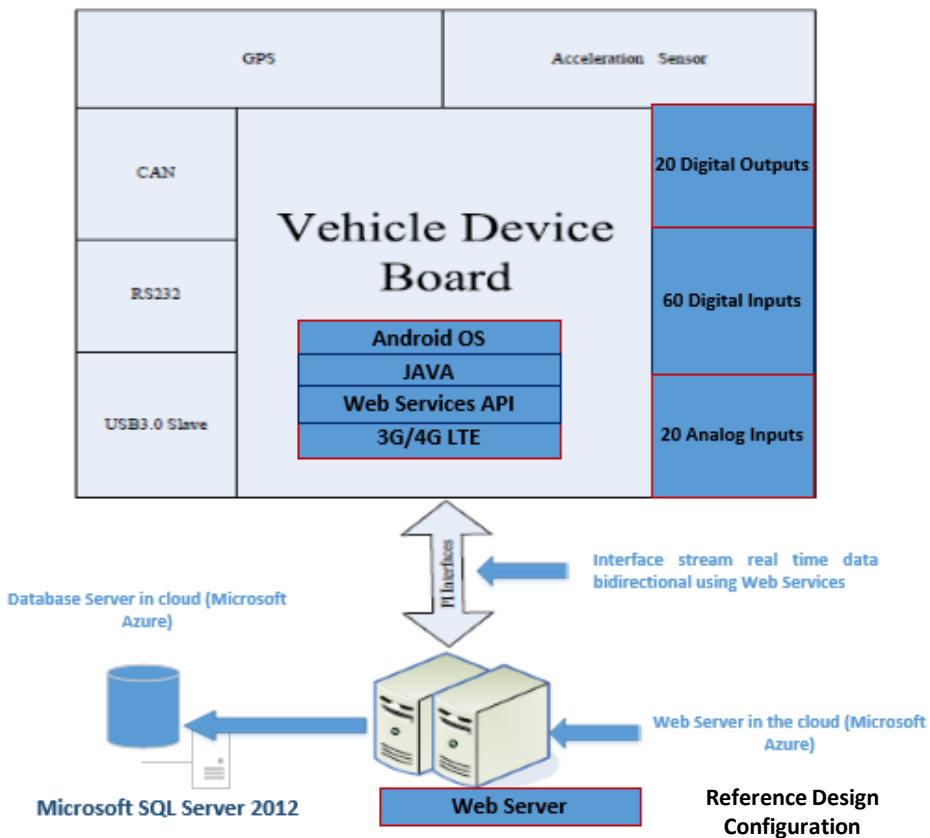 GPS
Acceleration Sensor
CAN
20 Digital Outputs
Vehicle Device
Board
RS232
60 Digital Inputs
Android OS
JAVA
Web Services API
3G/4G LTE
USB3.0 Slave
20 Analog Inputs
PI Interfaces
Interface stream real time data
bidirectional using Web Services
Database Server in cloud (Microsoft
Azure)
Web Server in the cloud (Microsoft
Azure)
Microsoft SQL Server 2012
Web Server
Reference Design
Configuration